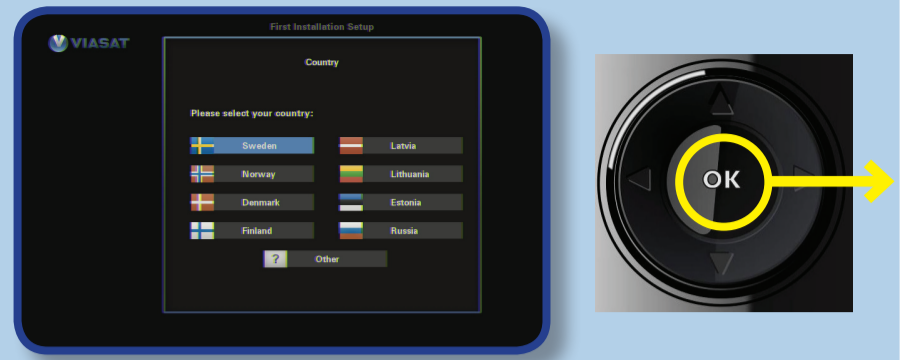 First Installation Setup
VIASAT
Country
Please select your country:
Sweden
Latvia
Norway
Lithuania
Denmark
Estonia
Finland
Russia
? Other
OK